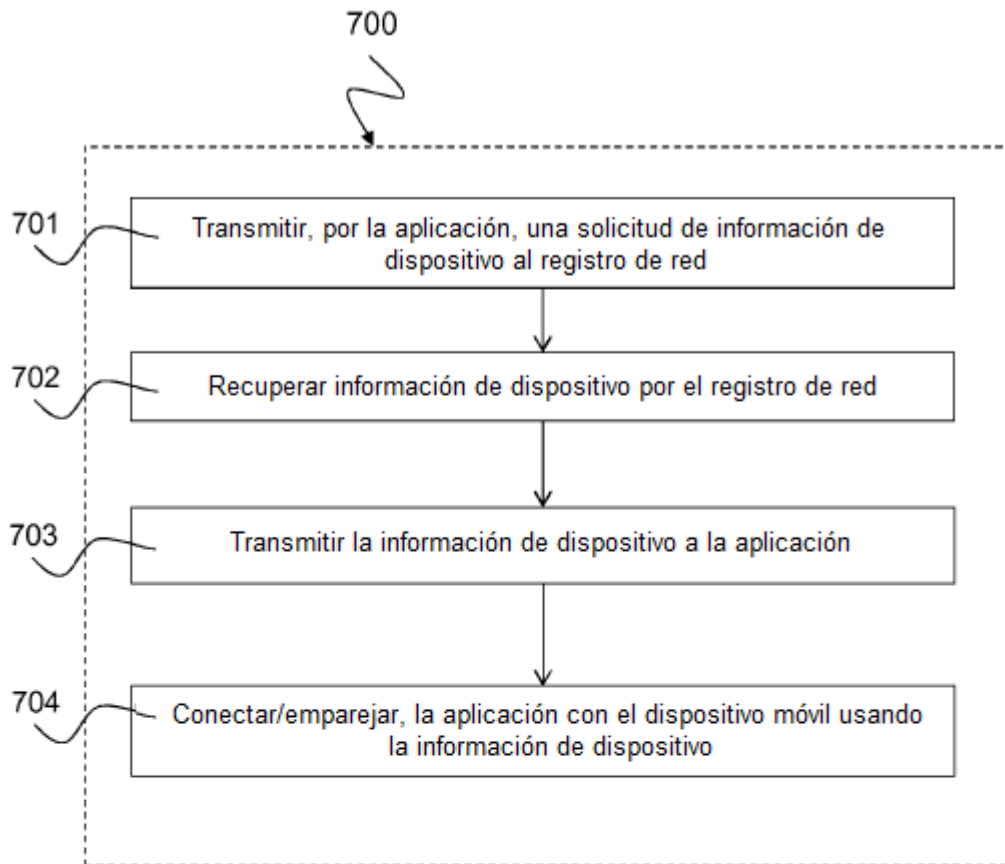 700
701
Transmitir, por la aplicación, una solicitud de información de
dispositivo al registro de red
702
Recuperar información de dispositivo por el registro de red
703
Transmitir la información de dispositivo a la aplicación
704
Conectar/emparejar, la aplicación con el dispositivo móvil usando
la información de dispositivo